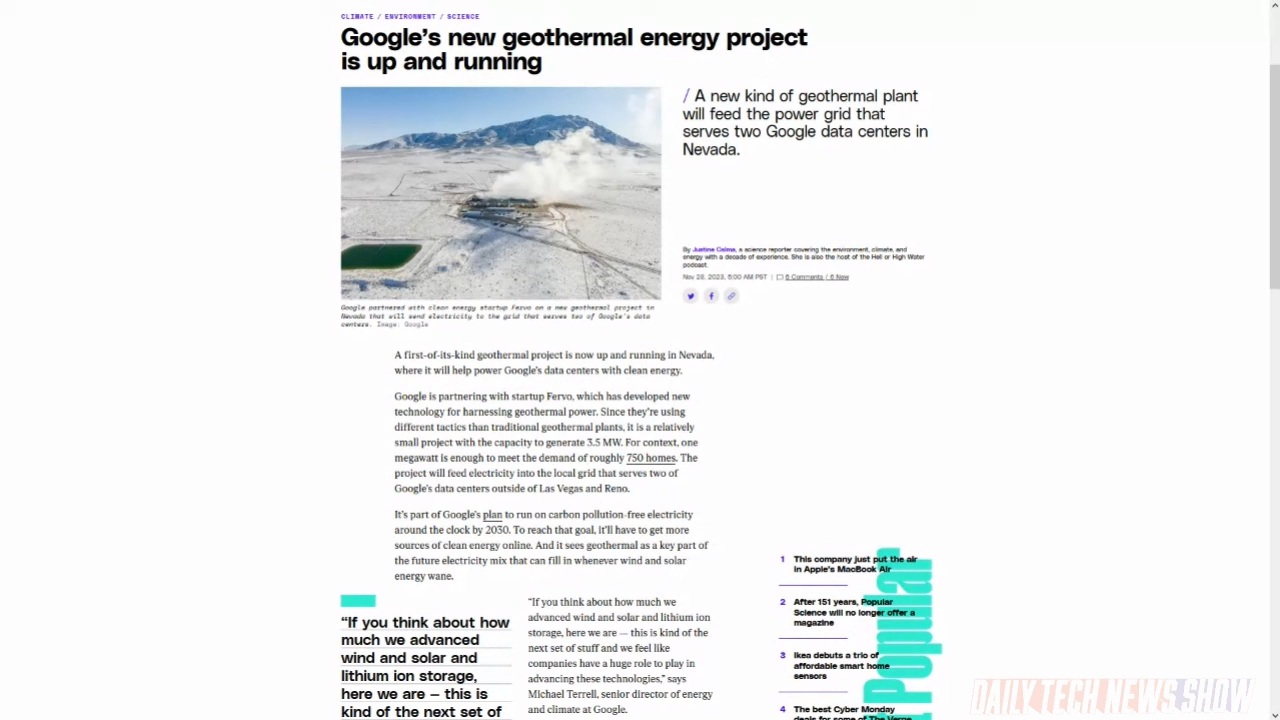 CLIMATE / ENVIRONMENT / SCIENCE
Google’s new geothermal energy project
is up and running
/ A new kind of geothermal plant
will feed the power grid that
serves two Google data centers in
Nevada.
By Justine Calma, a science reporter covering the environment, climate, and
energy with a decade of experience. She is also the host of the Hell or High Water
podcast.
Nov 28, 2023, 5:00 AM PST | 6 Comments / 6 New
Google partnered with clean energy startup Fervo on a new geothermal project in
Nevada that will send electricity to the grid that serves two of Google’s data
centers. Image: Google
A first-of-its-kind geothermal project is now up and running in Nevada,
where it will help power Google’s data centers with clean energy.
Google is partnering with startup Fervo, which has developed new
technology for harnessing geothermal power. Since they’re using
different tactics than traditional geothermal plants, it is a relatively
small project with the capacity to generate 3.5 MW. For context, one
megawatt is enough to meet the demand of roughly 750 homes. The
project will feed electricity into the local grid that serves two of
Google’s data centers outside of Las Vegas and Reno.
It’s part of Google’s plan to run on carbon pollution-free electricity
around the clock by 2030. To reach that goal, it’ll have to get more
sources of clean energy online. And it sees geothermal as a key part of
the future electricity mix that can fill in whenever wind and solar
energy wane.
“If you think about how
much we advanced
wind and solar and
lithium ion storage,
here we are — this is
kind of the next set of
“If you think about how much we
advanced wind and solar and lithium ion
storage, here we are — this is kind of the
next set of stuff and we feel like
companies have a huge role to play in
advancing these technologies,” says
Michael Terrell, senior director of energy
and climate at Google.
Popular
1 This company just put the air
in Apple’s MacBook Air
2 After 151 years, Popular
Science will no longer offer a
magazine
3 Ikea debuts a trio of
affordable smart home
sensors
4 The best Cyber Monday
deals for some of The Verge
DAILY TECH NEWS SHOW